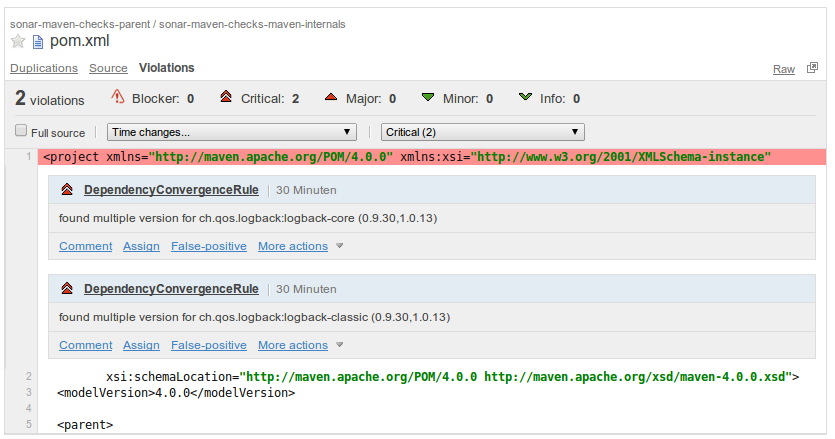 sonar-maven-checks-parent / sonar-maven-checks-maven-internals
pom.xml
Duplications Source Violations Raw
2 violations Blocker: 0 Critical: 2 Major: 0 Minor: 0 Info: 0
Full source Time changes... Critical (2)
1 <project xmlns="http://maven.apache.org/POM/4.0.0" xmlns:xsi="http://www.w3.org/2001/XMLSchema-instance"
DependencyConvergenceRule 30 Minuten
found multiple version for ch.qos.logback:logback-core (0.9.30,1.0.13)
Comment Assign False-positive More actions
DependencyConvergenceRule 30 Minuten
found multiple version for ch.qos.logback:logback-classic (0.9.30,1.0.13)
Comment Assign False-positive More actions
2 xsi:schemaLocation="http://maven.apache.org/POM/4.0.0 http://maven.apache.org/xsd/maven-4.0.0.xsd">
3 <modelVersion>4.0.0</modelVersion>
4
5 <parent>